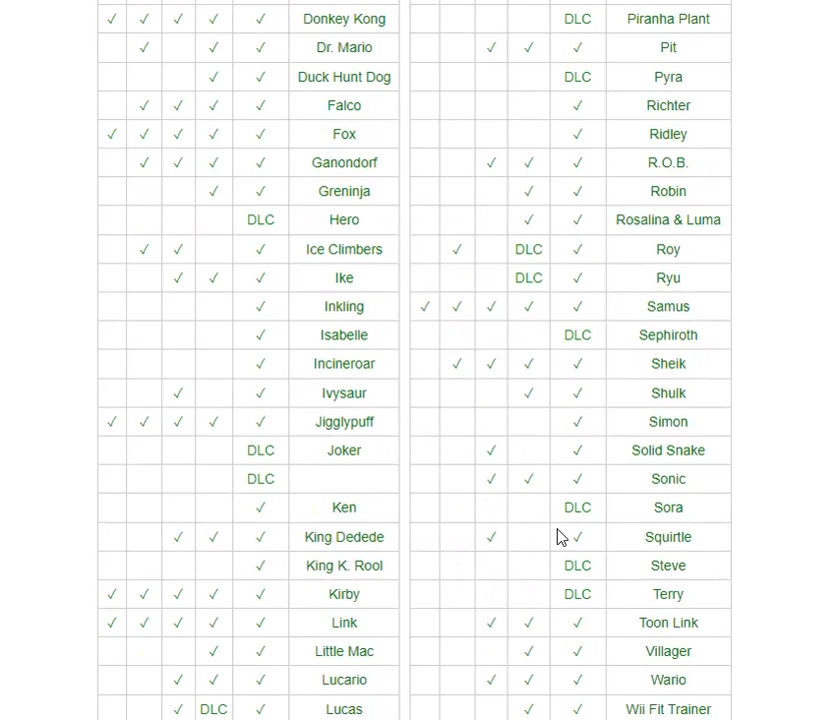 ✓ ✓ ✓ ✓ ✓ Donkey Kong
✓ ✓ ✓ Dr. Mario
✓ ✓ Duck Hunt Dog
✓ ✓ ✓ ✓ Falco
✓ ✓ ✓ ✓ ✓ Fox
✓ ✓ ✓ ✓ Ganondorf
✓ ✓ Greninja
DLC Hero
✓ ✓ ✓ Ice Climbers
✓ ✓ ✓ Ike
✓ Inkling
✓ Isabelle
✓ Incineroar
✓ ✓ Ivysaur
✓ ✓ ✓ ✓ ✓ Jigglypuff
DLC Joker
DLC
✓ Ken
✓ ✓ ✓ King Dedede
✓ King K. Rool
✓ ✓ ✓ ✓ ✓ Kirby
✓ ✓ ✓ ✓ ✓ Link
✓ ✓ Little Mac
✓ ✓ ✓ Lucario
✓ DLC ✓ Lucas
DLC Piranha Plant
✓ ✓ ✓ Pit
DLC Pyra
✓ Richter
✓ Ridley
✓ ✓ ✓ R.O.B.
✓ ✓ Robin
✓ ✓ Rosalina & Luma
✓ DLC ✓ Roy
DLC ✓ Ryu
✓ ✓ ✓ ✓ ✓ Samus
DLC Sephiroth
✓ ✓ ✓ ✓ Sheik
✓ ✓ Shulk
✓ Simon
✓ ✓ Solid Snake
✓ ✓ ✓ Sonic
DLC Sora
✓ ✓ Squirtle
DLC Steve
DLC Terry
✓ ✓ ✓ Toon Link
✓ ✓ Villager
✓ ✓ ✓ Wario
✓ ✓ Wii Fit Trainer